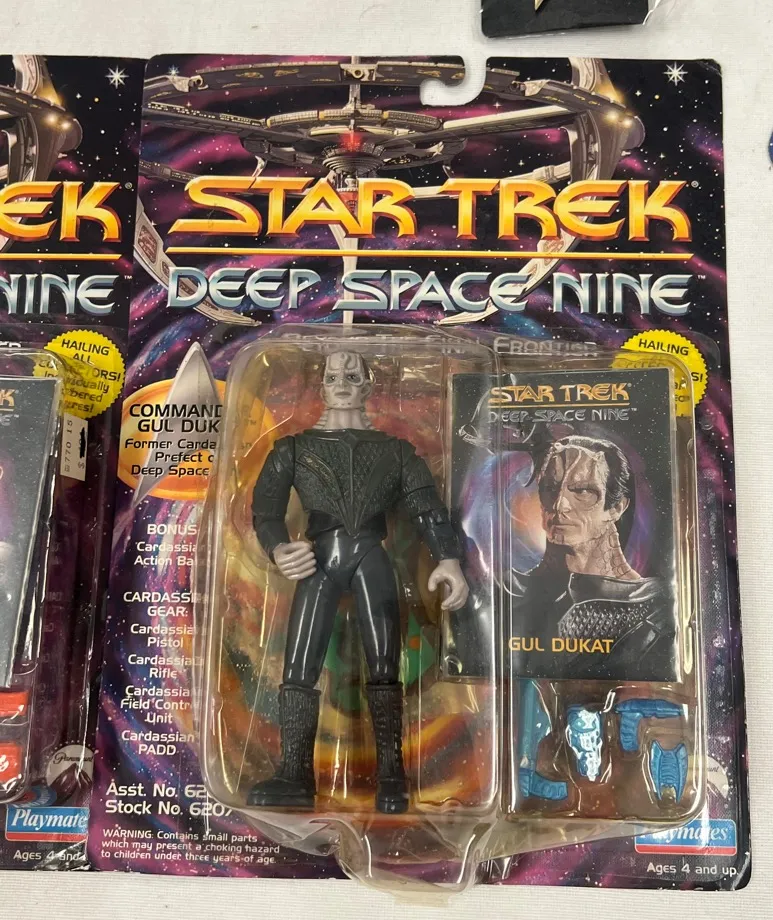 EK
NINE
HAILING
ALL
STAR TREK
DEEP SPACE NINE
FINAL FRONTIER
HAILING
COMMAND
GUL DUK
Former Carda
Prefect o
Deep Space
BONUS
Cardassia
Action Ba
CARDASSI
GEAR:
Cardassia
Pistol
Cardassia
Rifle
Cardassia
Field Contr
Unit
Cardassian
PADD
Asst. No. 62
Stock No. 6207
WARNING: Contains small parts
which may present a choking hazard
to children under three years of age.
STAR TREK
DEEP SPACE NINE
GUL DUKAT
Playmate
Ages 4 and
Playmates
Ages 4 and up